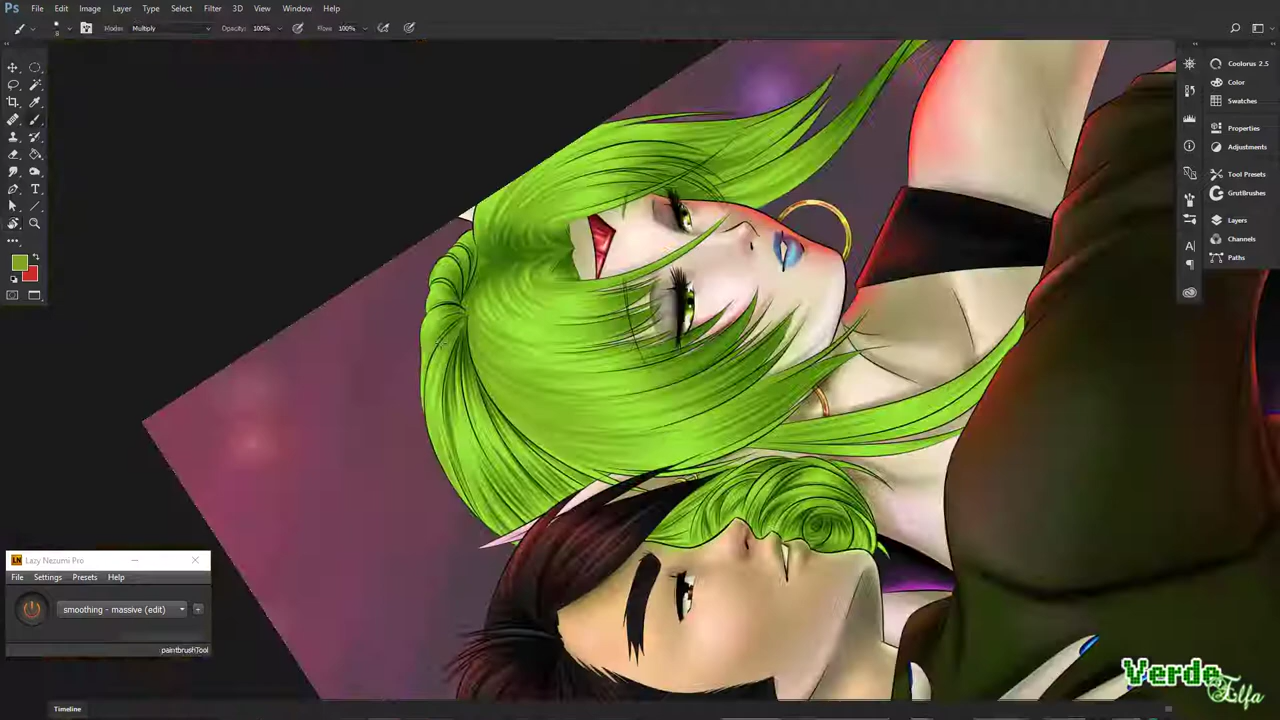 Ps File Edit Image Layer Type Select Filter 3D View Window Help
Mode: Multiply Opacity: 100% Flow: 100%
Coolorus 2.5
Color
Swatches
Properties
Adjustments
Tool Presets
GrutBrushes
Layers
Channels
Paths
LN Lazy Nezumi Pro
File Settings Presets Help
smoothing - massive (edit)
paintbrushTool
Verde
Elfa
Timeline